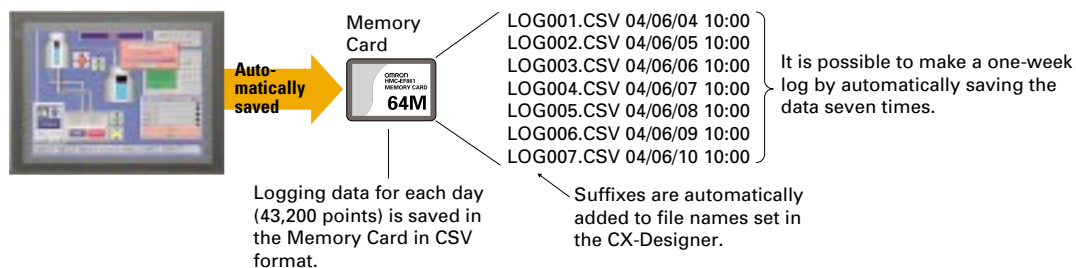 Memory
Card
Auto-
matically
saved
OMRON
HMC-EF861
MEMORY CARD
64M
LOG001.CSV 04/06/04 10:00
LOG002.CSV 04/06/05 10:00
LOG003.CSV 04/06/06 10:00
LOG004.CSV 04/06/07 10:00
LOG005.CSV 04/06/08 10:00
LOG006.CSV 04/06/09 10:00
LOG007.CSV 04/06/10 10:00
It is possible to make a one-week
log by automatically saving the
data seven times.
Logging data for each day
(43,200 points) is saved in
the Memory Card in CSV
format.
Suffixes are automatically
added to file names set in
the CX-Designer.